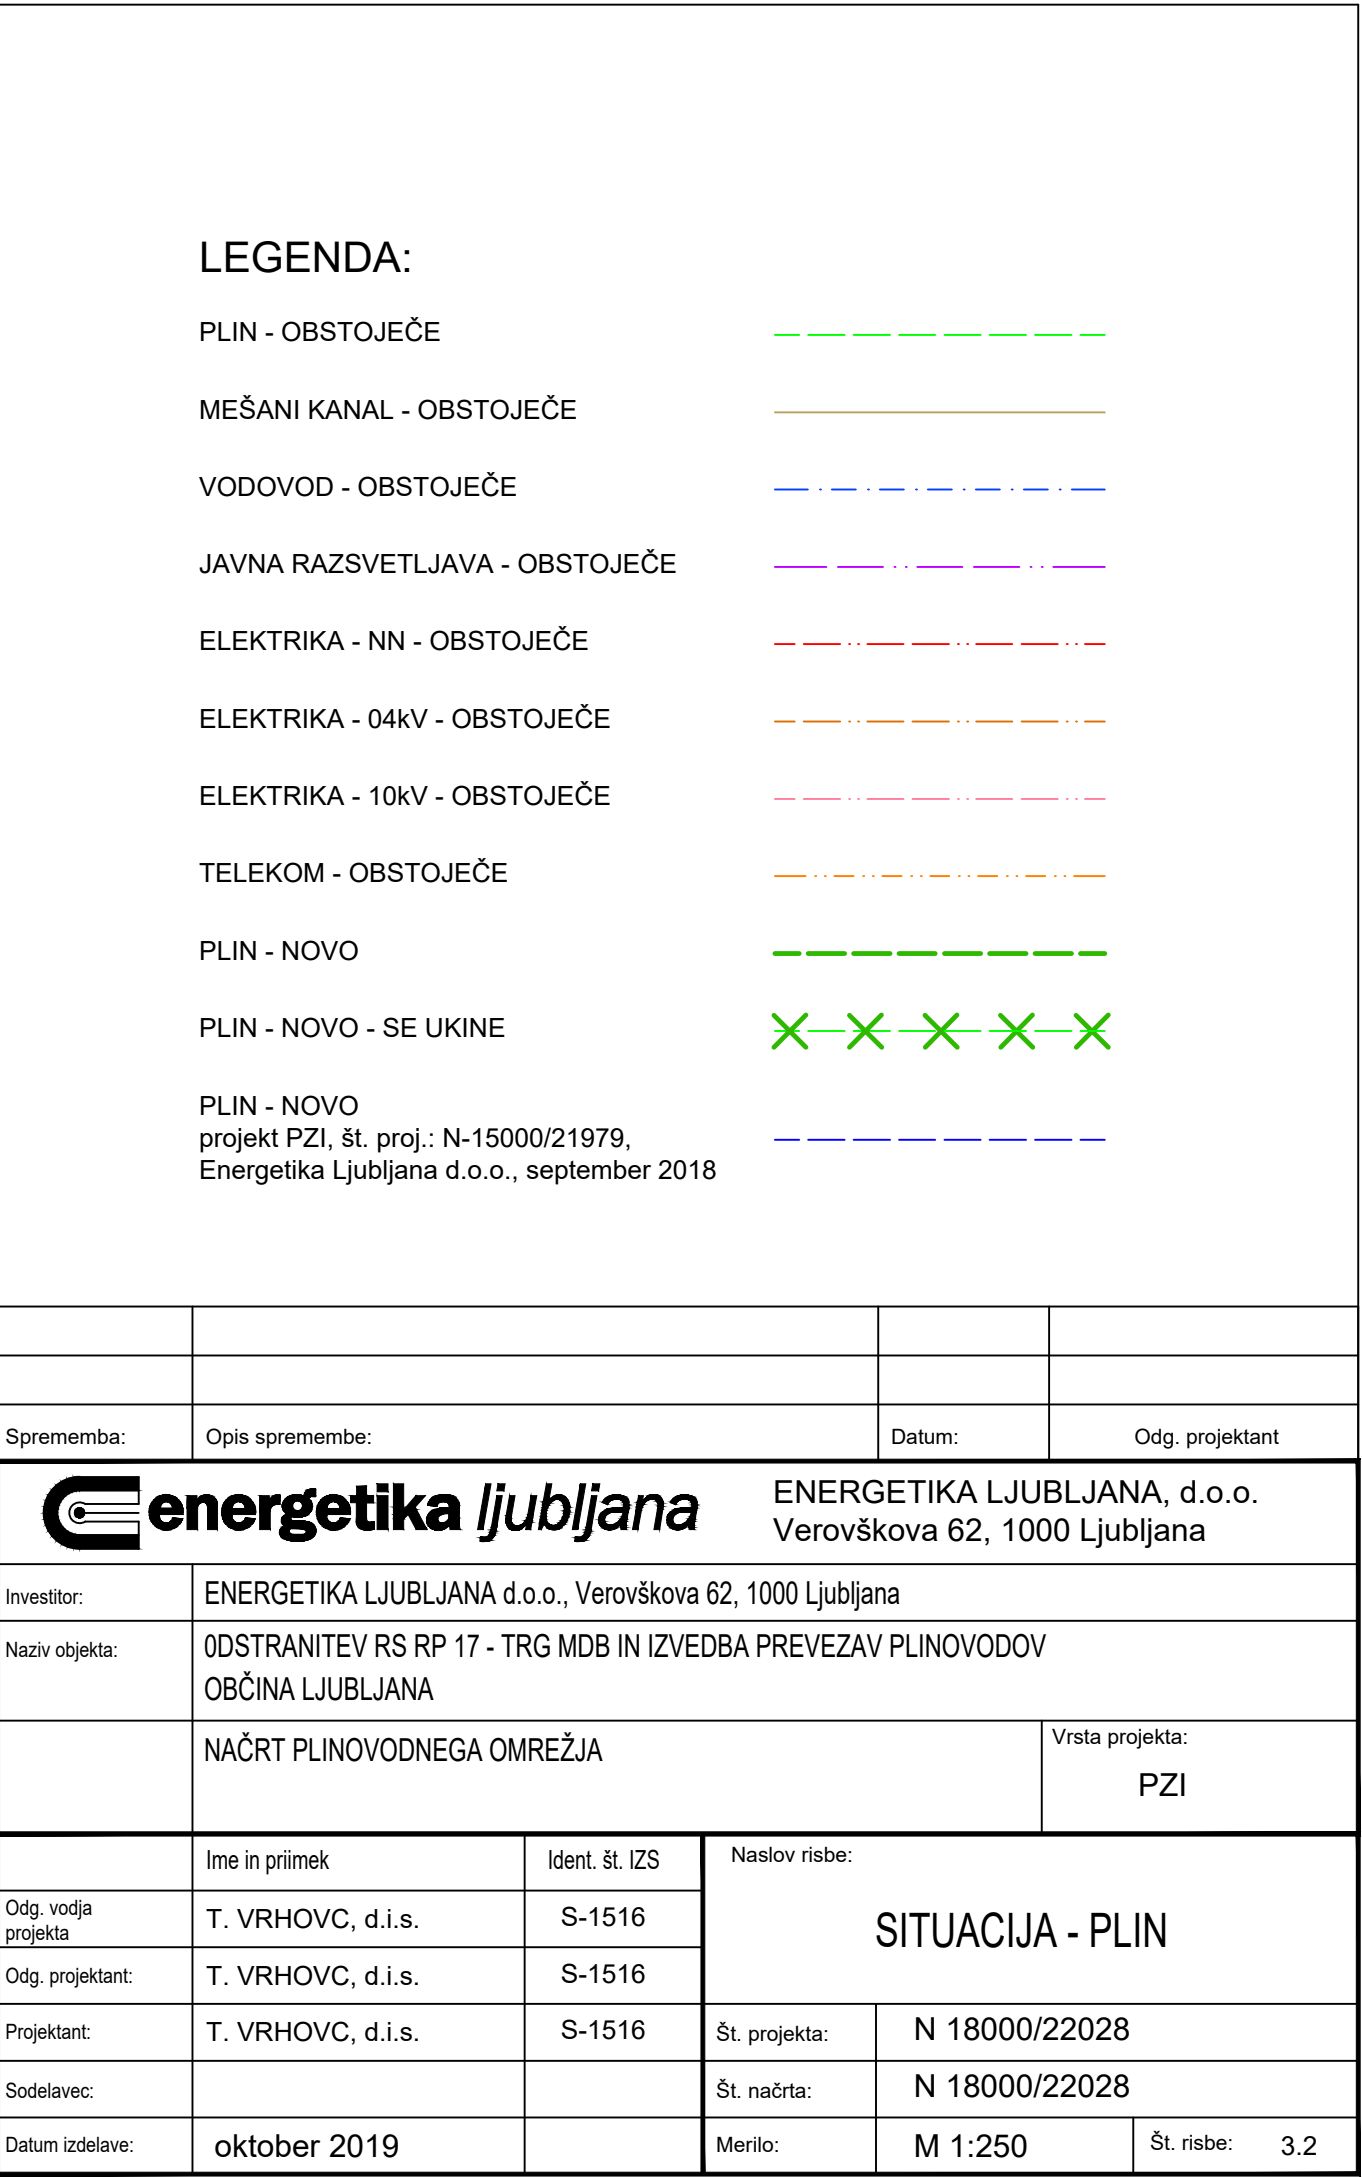 LEGENDA:
PLIN - OBSTOJEČE
MEŠANI KANAL - OBSTOJEČE
VODOVOD - OBSTOJEČE
JAVNA RAZSVETLJAVA - OBSTOJEČE
ELEKTRIKA - NN - OBSTOJEČE
ELEKTRIKA - 04kV - OBSTOJEČE
ELEKTRIKA - 10kV - OBSTOJEČE
TELEKOM - OBSTOJEČE
PLIN - NOVO
PLIN - NOVO - SE UKINE
PLIN - NOVO
projekt PZI, št. proj.: N-15000/21979,
Energetika Ljubljana d.o.o., september 2018
Sprememba: Opis spremembe: Datum: Odg. projektant
energetika ljubljana
ENERGETIKA LJUBLJANA, d.o.o.
Verovškova 62, 1000 Ljubljana
Investitor: ENERGETIKA LJUBLJANA d.o.o., Verovškova 62, 1000 Ljubljana
Naziv objekta: 0DSTRANITEV RS RP 17 - TRG MDB IN IZVEDBA PREVEZAV PLINOVODOV
OBČINA LJUBLJANA
NAČRT PLINOVODNEGA OMREŽJA
Vrsta projekta:
PZI
Ime in priimek Ident. št. IZS
Odg. vodja
projekta
T. VRHOVC, d.i.s. S-1516
Odg. projektant: T. VRHOVC, d.i.s. S-1516
Projektant: T. VRHOVC, d.i.s. S-1516
Sodelavec:
Datum izdelave: oktober 2019
Naslov risbe:
SITUACIJA - PLIN
Št. projekta: N 18000/22028
Št. načrta: N 18000/22028
Merilo: M 1:250 Št. risbe: 3.2